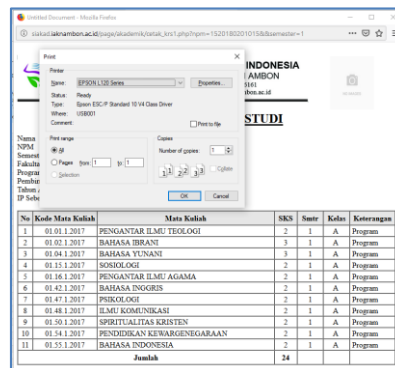 Untitled Document - Mozilla Firefox
siakad.iaknambon.ac.id/page/akademik/cetak_krs1.php?npm=1520180201015&semester=1
Print
Printer
Name: EPSON L120 Series Properties...
Status: Ready
Type: Epson ESC/P Standard 10 V4 Class Driver
Where: USB001
Comment: Print to file
Print range Copies
All Number of copies: 1
Pages from: 1 to: 1
Selection
1 1 2 2 3 3 Collate
OK Cancel
INDONESIA
AMBON
STUDI
Nama
NPM
No Kode Mata Kuliah Mata Kuliah SKS Smtr Kelas Keterangan
1 01.01.1.2017 PENGANTAR ILMU TEOLOGI 2 1 A Program
2 01.02.1.2017 BAHASA IBRANI 3 1 A Program
3 01.04.1.2017 BAHASA YUNANI 3 1 A Program
4 01.15.1.2017 SOSIOLOGI 2 1 A Program
5 01.16.1.2017 PENGANTAR ILMU AGAMA 2 1 A Program
6 01.42.1.2017 BAHASA INGGRIS 2 1 A Program
7 01.47.1.2017 PSIKOLOGI 2 1 A Program
8 01.48.1.2017 ILMU KOMUNIKASI 2 1 A Program
9 01.50.1.2017 SPIRITUALITAS KRISTEN 2 1 A Program
10 01.54.1.2017 PENDIDIKAN KEWARGENEGARAAN 2 1 A Program
11 01.55.1.2017 BAHASA INDONESIA 2 1 A Program
Jumlah 24